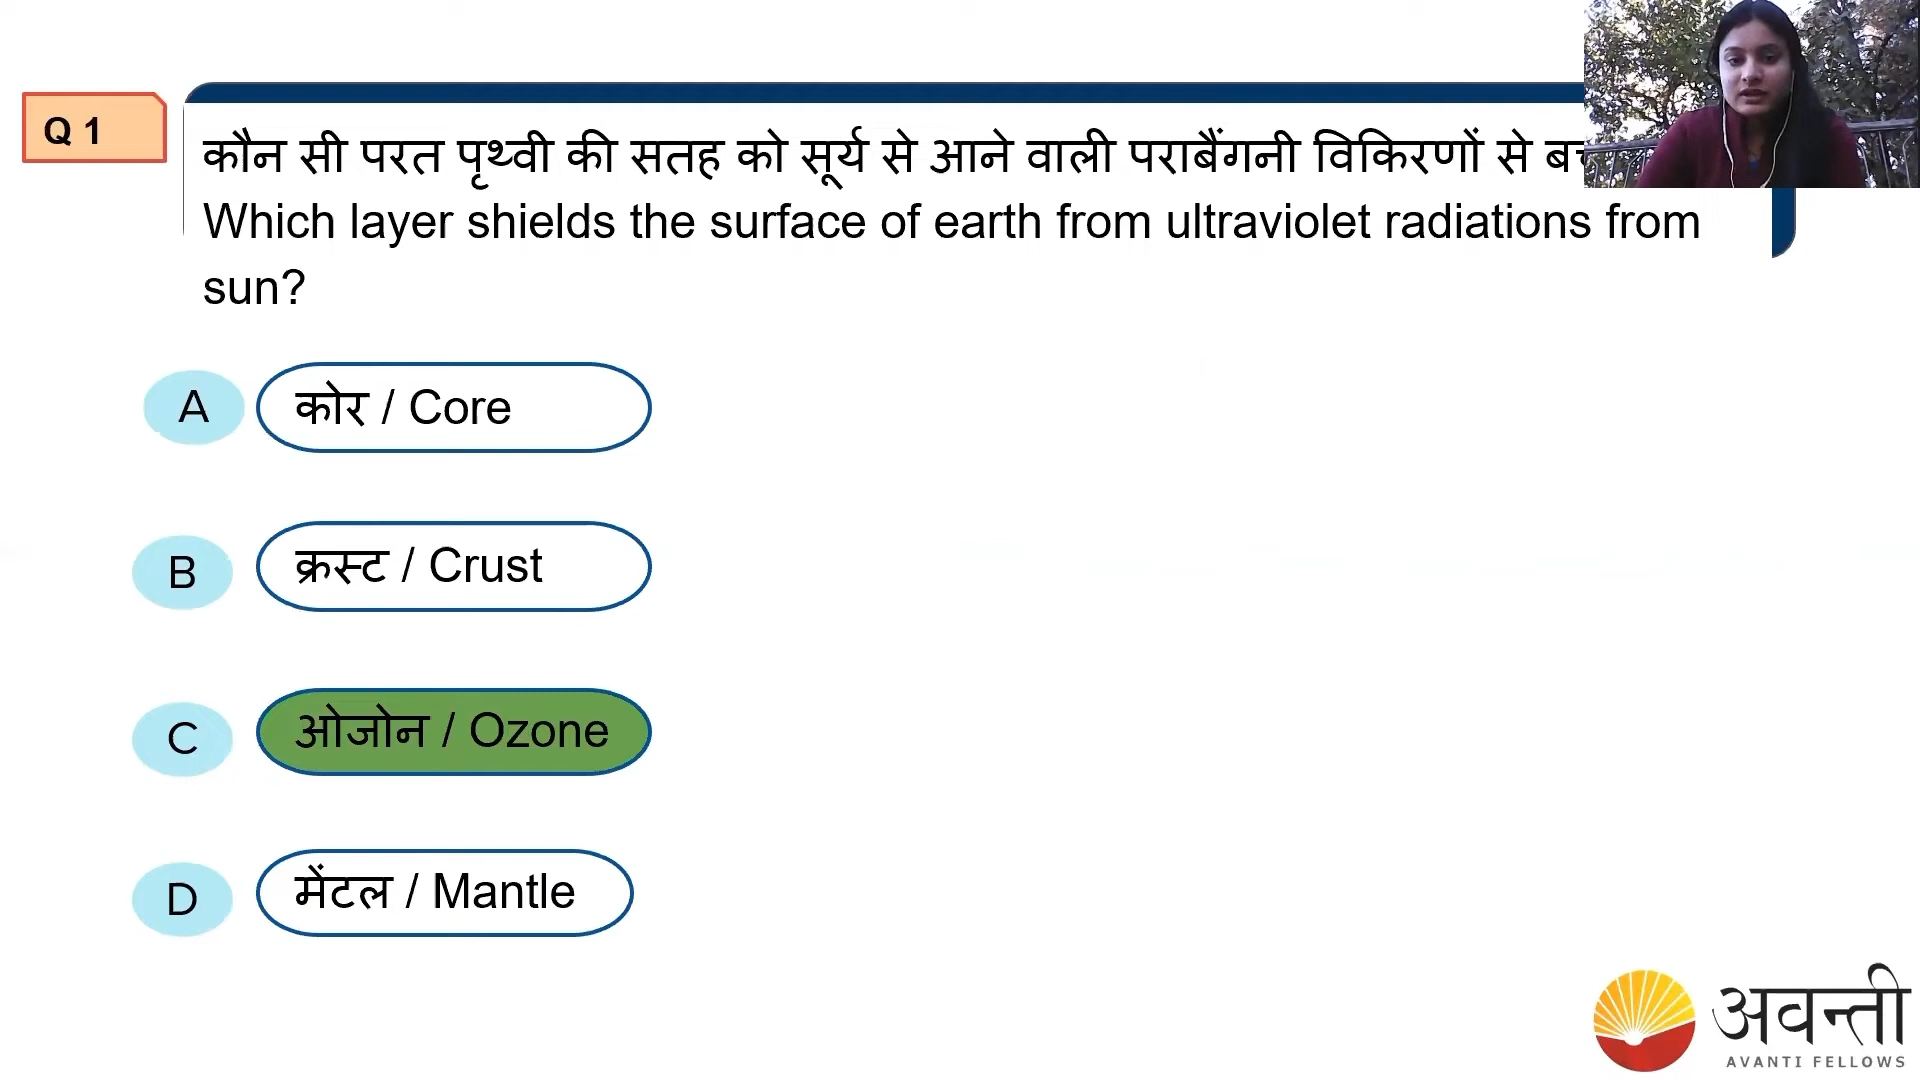 Q 1
कौन सी परत पृथ्वी की सतह को सूर्य से आने वाली पराबैंगनी विकिरणों से
Which layer shields the surface of earth from ultraviolet radiations from
sun?
A कोर / Core
B क्रस्ट / Crust
C ओजोन / Ozone
D मेंटल / Mantle
अवन्ती
AVANTI FELLOWS